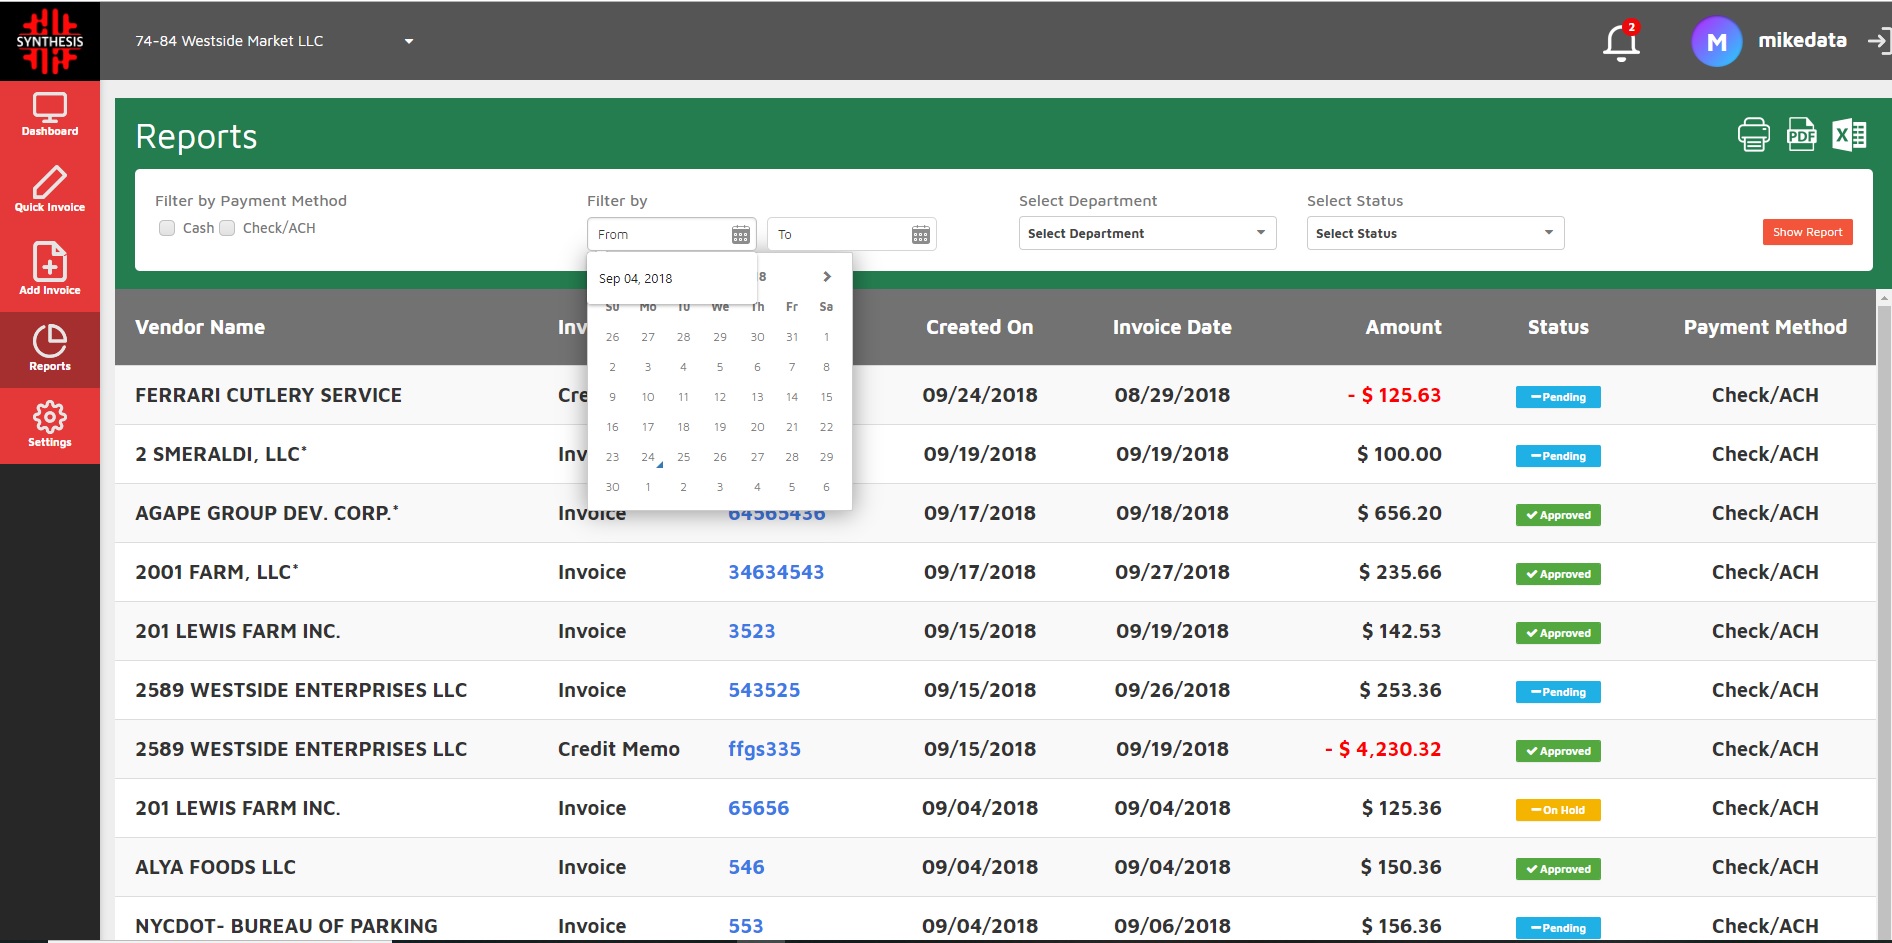 SYNTHESIS
74-84 Westside Market LLC
2
M
mikedata
Dashboard
Quick Invoice
Add Invoice
Reports
Settings
Reports
PDF
X
Filter by Payment Method
Cash
Check/ACH
Filter by
From
To
Select Department
Select Department
Select Status
Select Status
Show Report
Sep 04, 2018
8
Su Mo Tu We Th Fr Sa
26 27 28 29 30 31 1
2 3 4 5 6 7 8
9 10 11 12 13 14 15
16 17 18 19 20 21 22
23 24 25 26 27 28 29
30 1 2 3 4 5 6
Vendor Name Inv Created On Invoice Date Amount Status Payment Method
FERRARI CUTLERY SERVICE Cre 09/24/2018 08/29/2018 - $ 125.63 Pending Check/ACH
2 SMERALDI, LLC* Inv 09/19/2018 09/19/2018 $ 100.00 Pending Check/ACH
AGAPE GROUP DEV. CORP.* Invoice 64565436 09/17/2018 09/18/2018 $ 656.20 Approved Check/ACH
2001 FARM, LLC* Invoice 34634543 09/17/2018 09/27/2018 $ 235.66 Approved Check/ACH
201 LEWIS FARM INC. Invoice 3523 09/15/2018 09/19/2018 $ 142.53 Approved Check/ACH
2589 WESTSIDE ENTERPRISES LLC Invoice 543525 09/15/2018 09/26/2018 $ 253.36 Pending Check/ACH
2589 WESTSIDE ENTERPRISES LLC Credit Memo ffgs335 09/15/2018 09/19/2018 - $ 4,230.32 Approved Check/ACH
201 LEWIS FARM INC. Invoice 65656 09/04/2018 09/04/2018 $ 125.36 On Hold Check/ACH
ALYA FOODS LLC Invoice 546 09/04/2018 09/04/2018 $ 150.36 Approved Check/ACH
NYCDOT- BUREAU OF PARKING Invoice 553 09/04/2018 09/06/2018 $ 156.36 Pending Check/ACH